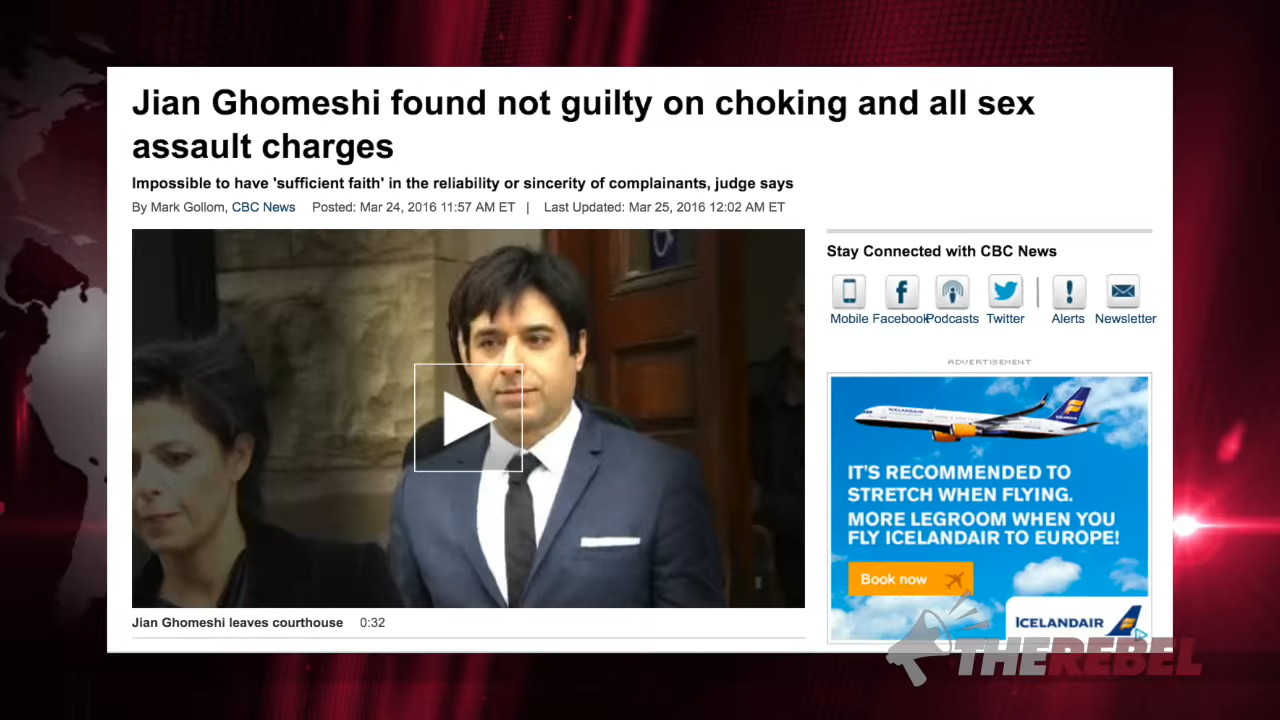 Jian Ghomeshi found not guilty on choking and all sex
assault charges
Impossible to have 'sufficient faith' in the reliability or sincerity of complainants, judge says
By Mark Gollom, CBC News Posted: Mar 24, 2016 11:57 AM ET | Last Updated: Mar 25, 2016 12:02 AM ET
Stay Connected with CBC News
Mobile Facebook Podcasts Twitter Alerts Newsletter
ADVERTISEMENT
ICELANDAIR
IT'S RECOMMENDED TO
STRETCH WHEN FLYING.
MORE LEGROOM WHEN YOU
FLY ICELANDAIR TO EUROPE!
Book now
ICELANDAIR
Jian Ghomeshi leaves courthouse 0:32
THEREBEL